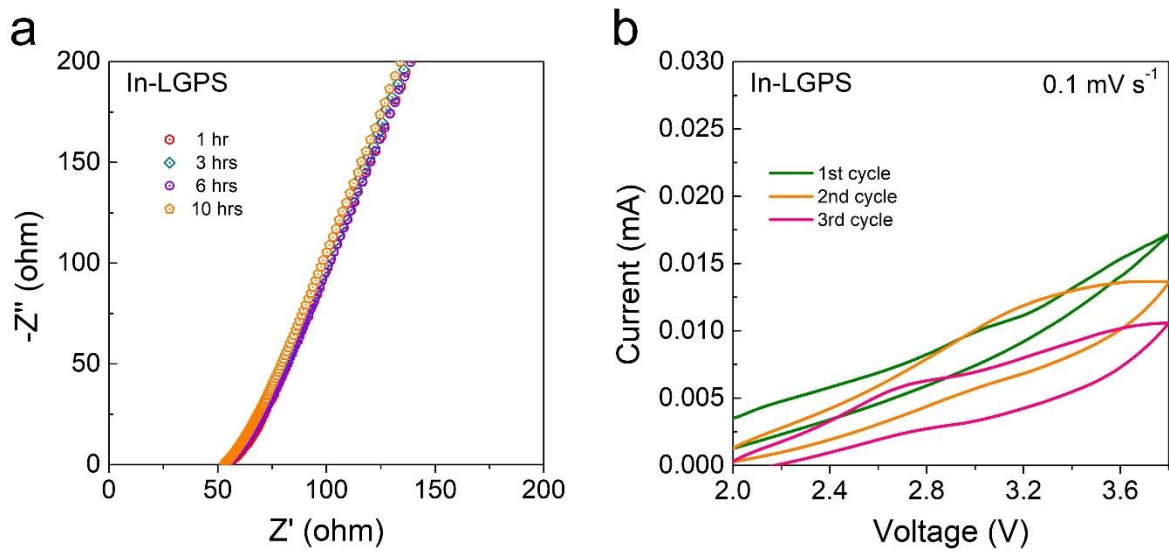 a
In-LGPS
1 hr
3 hrs
6 hrs
10 hrs
200
150
100
50
0
-Z" (ohm)
0 50 100 150 200
Z' (ohm)
b
In-LGPS 0.1 mV s⁻¹
1st cycle
2nd cycle
3rd cycle
0.030
0.025
0.020
0.015
0.010
0.005
0.000
Current (mA)
2.0 2.4 2.8 3.2 3.6
Voltage (V)